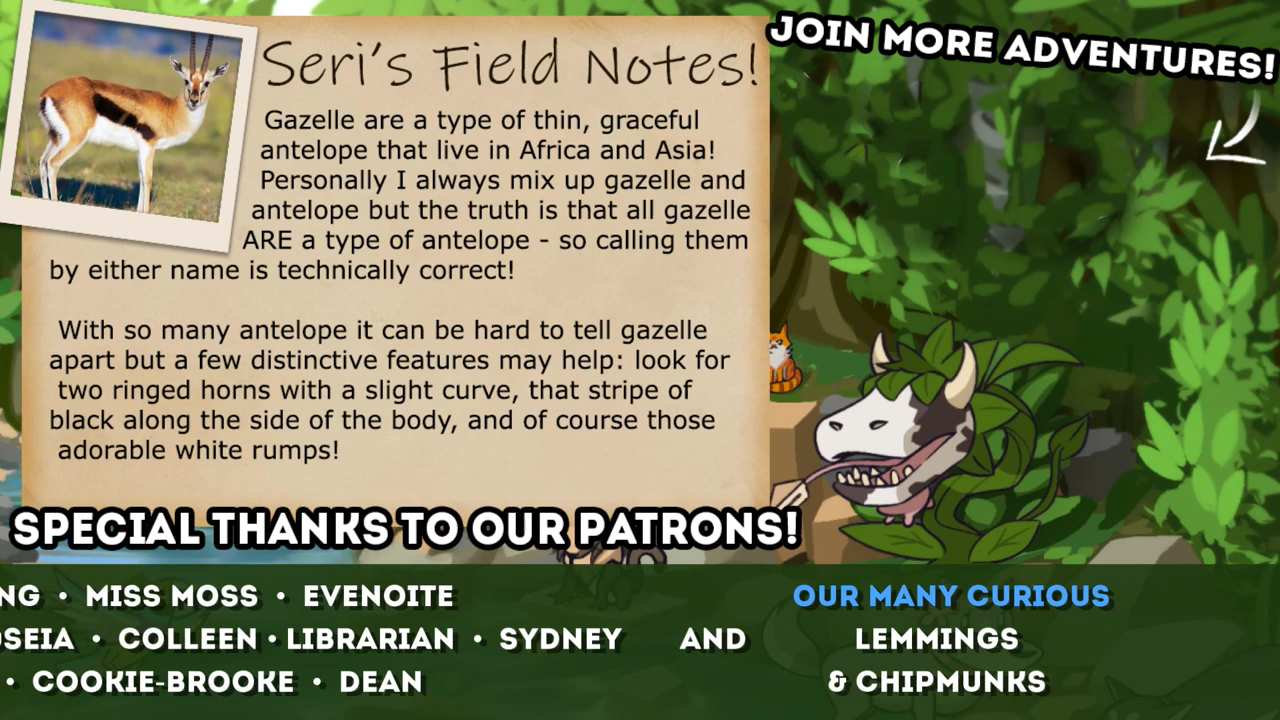 Seri's Field Notes!
JOIN MORE ADVENTURES!
Gazelle are a type of thin, graceful
antelope that live in Africa and Asia!
Personally I always mix up gazelle and
antelope but the truth is that all gazelle
ARE a type of antelope - so calling them
by either name is technically correct!
With so many antelope it can be hard to tell gazelle
apart but a few distinctive features may help: look for
two ringed horns with a slight curve, that stripe of
black along the side of the body, and of course those
adorable white rumps!
SPECIAL THANKS TO OUR PATRONS!
NG • MISS MOSS • EVENOITE
OSEIA • COLLEEN • LIBRARIAN • SYDNEY AND
• COOKIE-BROOKE • DEAN
OUR MANY CURIOUS
LEMMINGS
& CHIPMUNKS